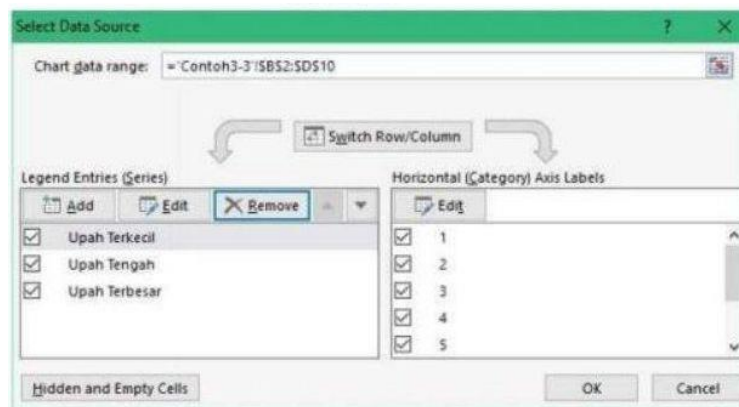 Select Data Source ? ×
Chart data range: ='Contoh3-3'!$B$2:$D$10
Switch Row/Column
Legend Entries (Series)
Add Edit Remove
Upah Terkecil
Upah Tengah
Upah Terbesar
Horizontal (Category) Axis Labels
Edit
1
2
3
4
5
Hidden and Empty Cells
OK Cancel